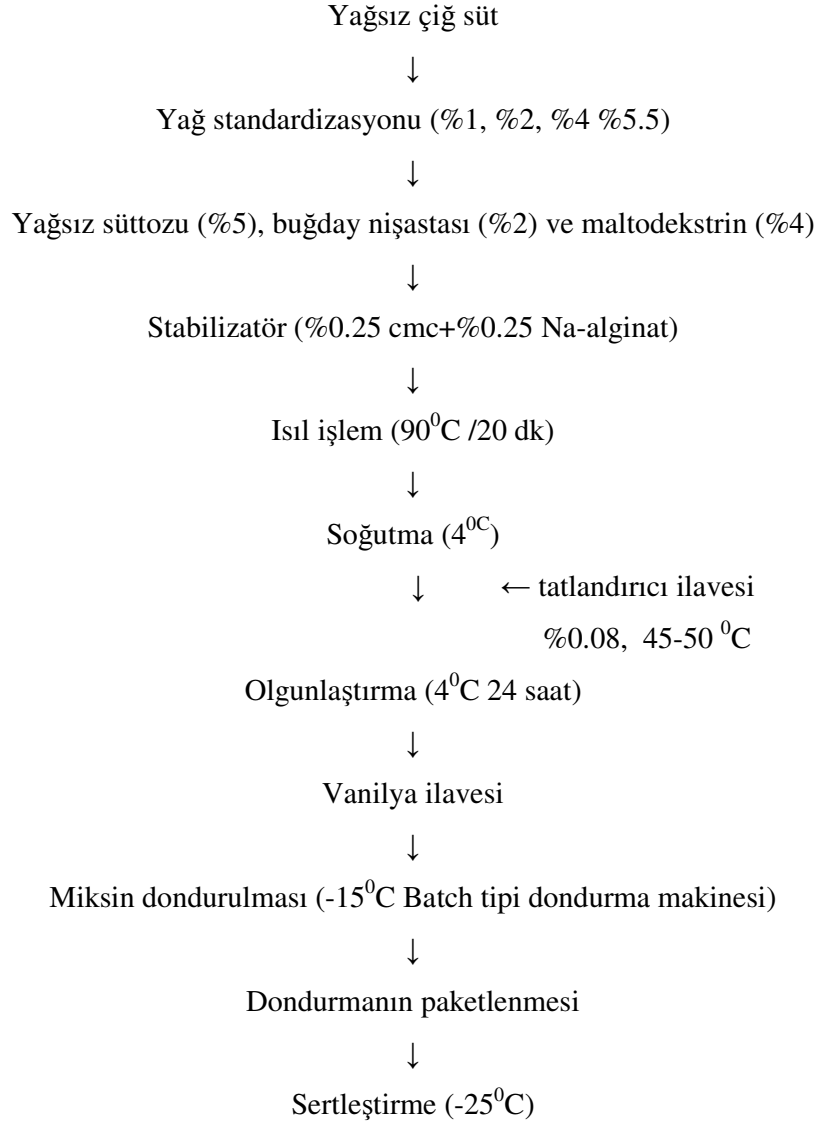 Yağsız çiğ süt
↓
Yağ standardizasyonu (%1, %2, %4 %5.5)
↓
Yağsız süttozu (%5), buğday nişastası (%2) ve maltodekstrin (%4)
↓
Stabilizatör (%0.25 cmc+%0.25 Na-alginat)
↓
Isıl işlem (90⁰C /20 dk)
↓
Soğutma (4⁰ᶜ)
↓ ← tatlandırıcı ilavesi
%0.08, 45-50 ⁰C
Olgunlaştırma (4⁰C 24 saat)
↓
Vanilya ilavesi
↓
Miksin dondurulması (-15⁰C Batch tipi dondurma makinesi)
↓
Dondurmanın paketlenmesi
↓
Sertleştirme (-25⁰C)